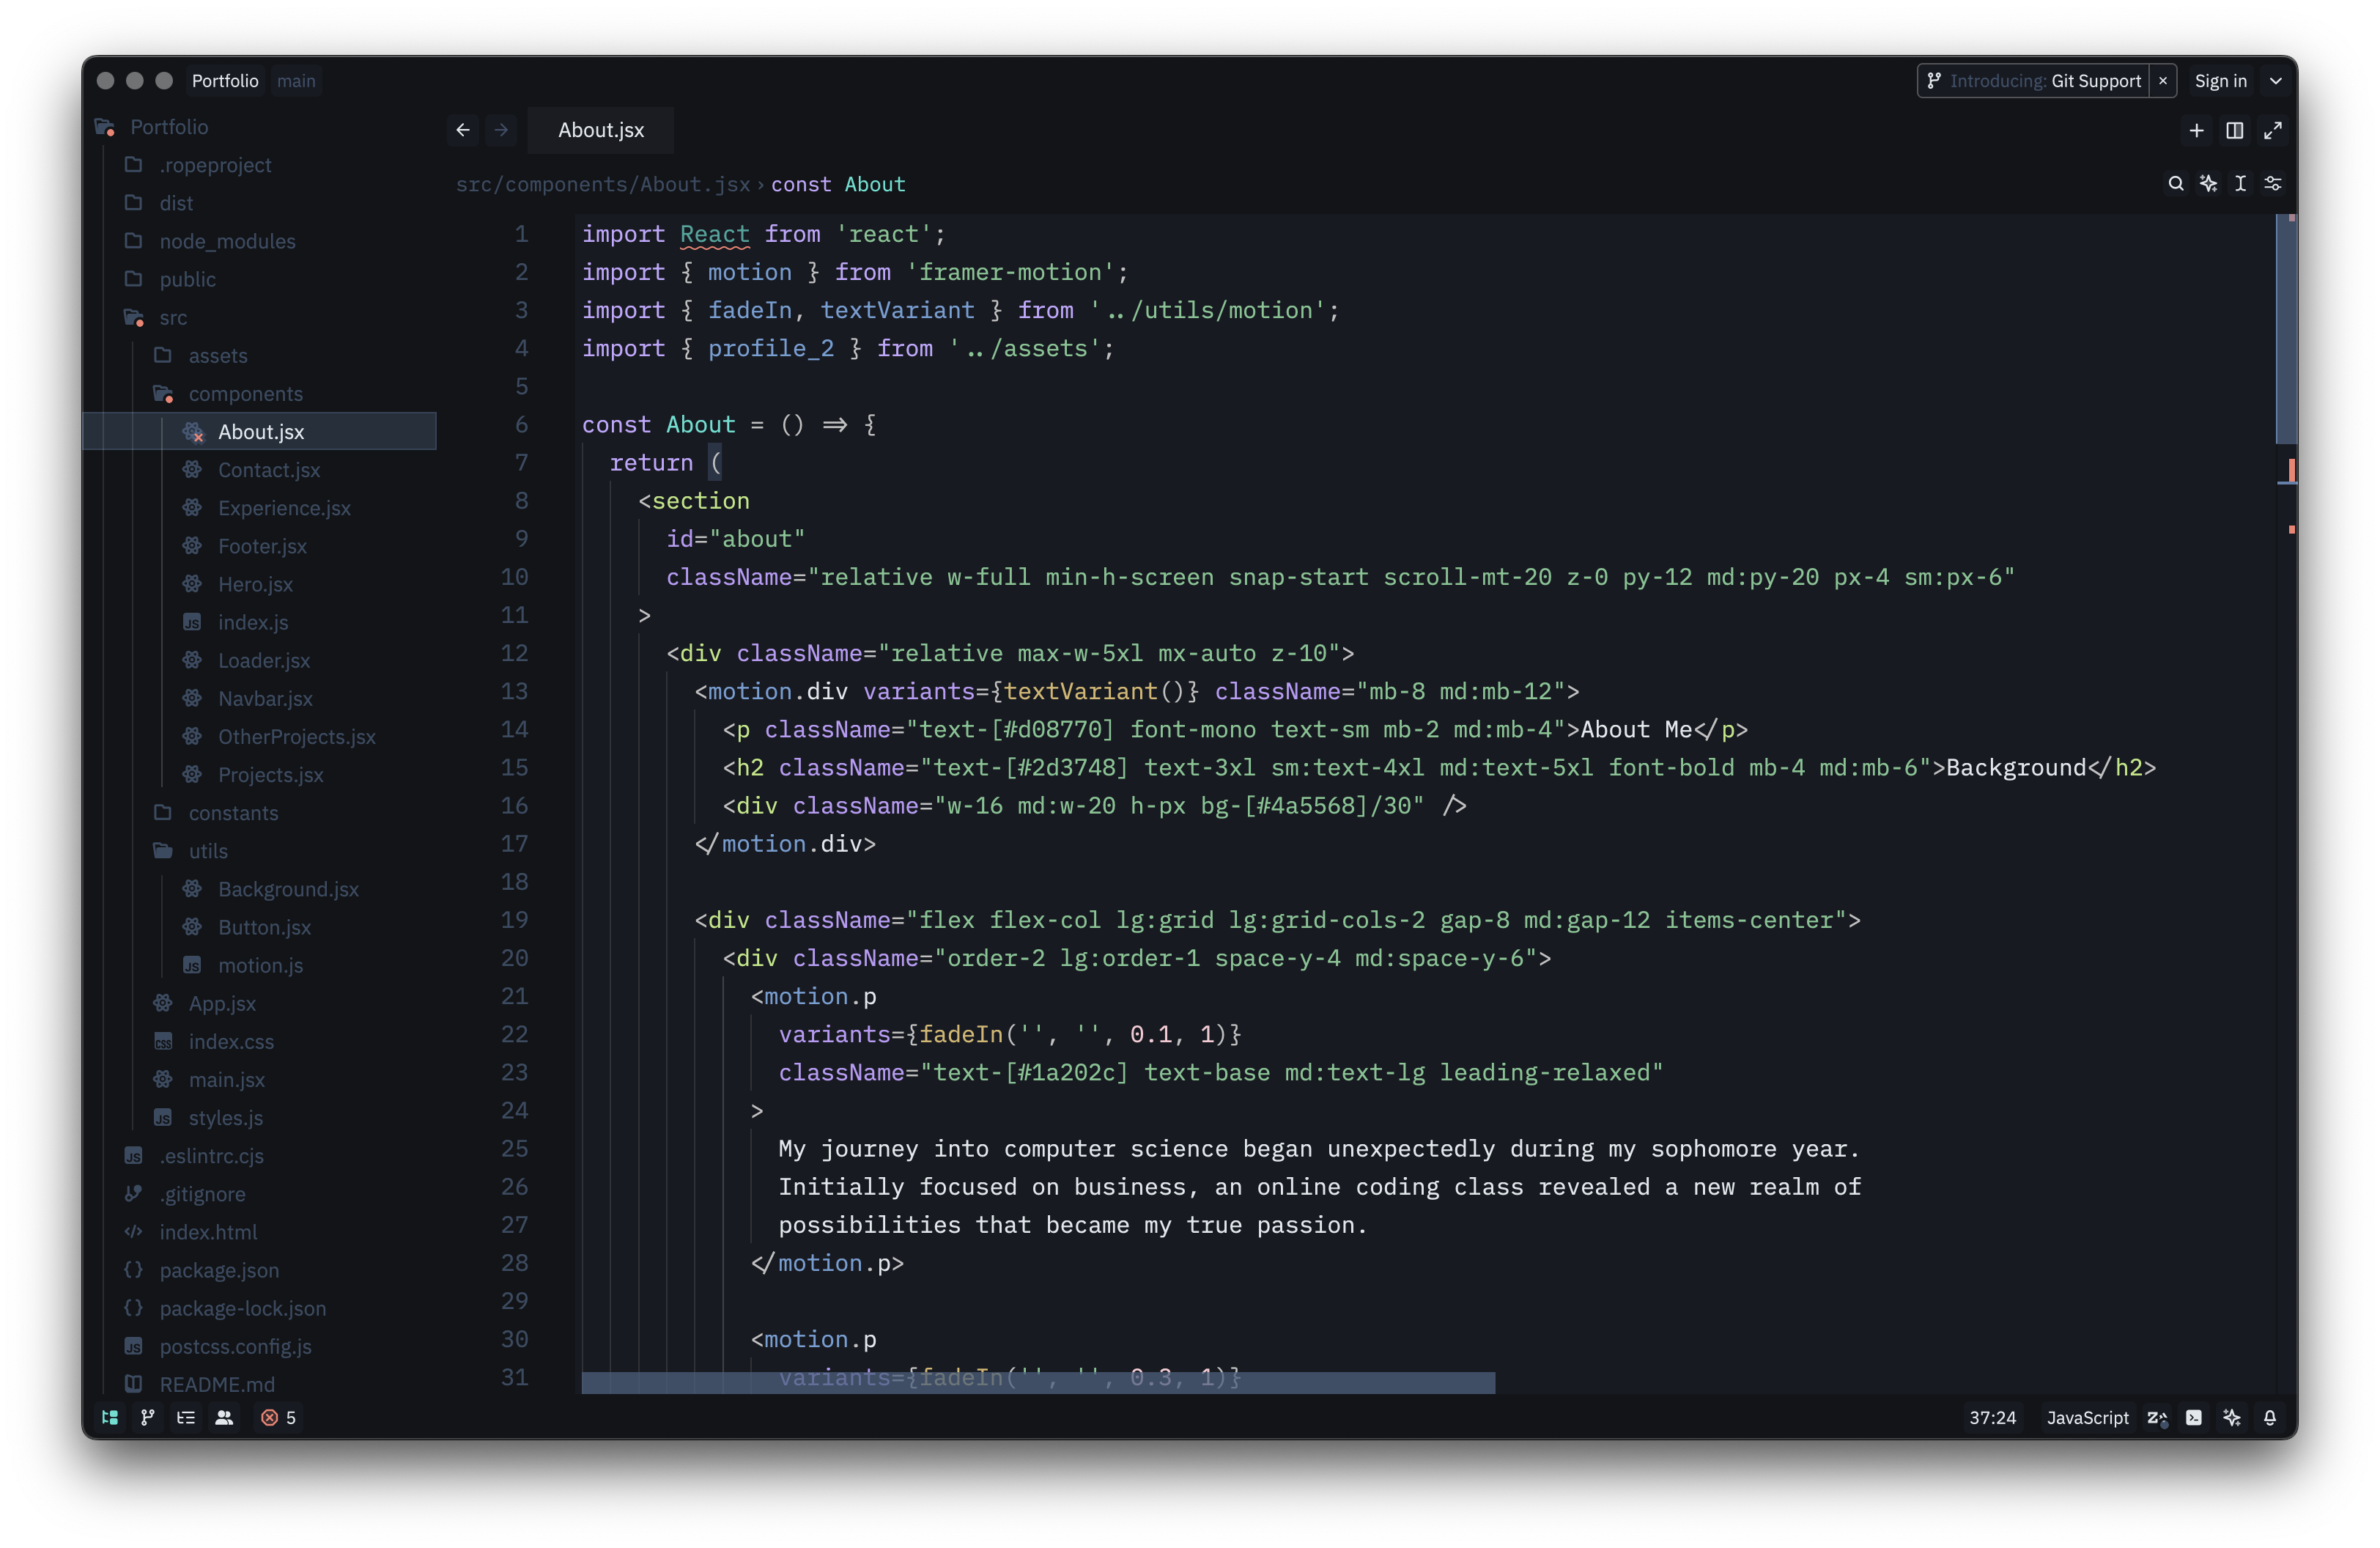 Portfolio main
Introducing: Git Support × Sign in
Portfolio
.ropeproject
dist
node_modules
public
src
assets
components
About.jsx
Contact.jsx
Experience.jsx
Footer.jsx
Hero.jsx
index.js
Loader.jsx
Navbar.jsx
OtherProjects.jsx
Projects.jsx
constants
utils
Background.jsx
Button.jsx
motion.js
App.jsx
index.css
main.jsx
styles.js
.eslintrc.cjs
.gitignore
index.html
package.json
package-lock.json
postcss.config.js
README.md
About.jsx
src/components/About.jsx › const About
1 import React from 'react';
2 import { motion } from 'framer-motion';
3 import { fadeIn, textVariant } from '../utils/motion';
4 import { profile_2 } from '../assets';
5
6 const About = () => {
7 return (
8 <section
9 id="about"
10 className="relative w-full min-h-screen snap-start scroll-mt-20 z-0 py-12 md:py-20 px-4 sm:px-6"
11 >
12 <div className="relative max-w-5xl mx-auto z-10">
13 <motion.div variants={textVariant()} className="mb-8 md:mb-12">
14 <p className="text-[#d08770] font-mono text-sm mb-2 md:mb-4">About Me</p>
15 <h2 className="text-[#2d3748] text-3xl sm:text-4xl md:text-5xl font-bold mb-4 md:mb-6">Background</h2>
16 <div className="w-16 md:w-20 h-px bg-[#4a5568]/30" />
17 </motion.div>
18
19 <div className="flex flex-col lg:grid lg:grid-cols-2 gap-8 md:gap-12 items-center">
20 <div className="order-2 lg:order-1 space-y-4 md:space-y-6">
21 <motion.p
22 variants={fadeIn('', '', 0.1, 1)}
23 className="text-[#1a202c] text-base md:text-lg leading-relaxed"
24 >
25 My journey into computer science began unexpectedly during my sophomore year.
26 Initially focused on business, an online coding class revealed a new realm of
27 possibilities that became my true passion.
28 </motion.p>
29
30 <motion.p
31 variants={fadeIn('', '', 0.3, 1)}
5
37:24 JavaScript